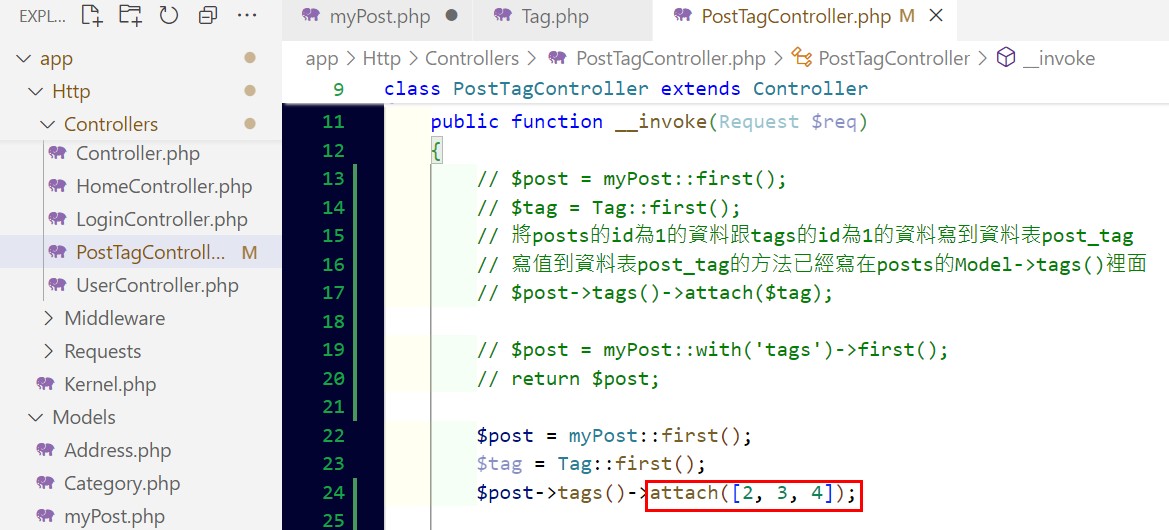 EXPL...
app
Http
Controllers
Controller.php
HomeController.php
LoginController.php
PostTagControll... M
UserController.php
Middleware
Requests
Kernel.php
Models
Address.php
Category.php
myPost.php
myPost.php Tag.php PostTagController.php M
app > Http > Controllers > PostTagController.php > PostTagController > __invoke
9 class PostTagController extends Controller
11 public function __invoke(Request $req)
12 {
13 // $post = myPost::first();
14 // $tag = Tag::first();
15 // 將posts的id為1的資料跟tags的id為1的資料寫到資料表post_tag
16 // 寫值到資料表post_tag的方法已經寫在posts的Model->tags()裡面
17 // $post->tags()->attach($tag);
18
19 // $post = myPost::with('tags')->first();
20 // return $post;
21
22 $post = myPost::first();
23 $tag = Tag::first();
24 $post->tags()->attach([2, 3, 4]);
25